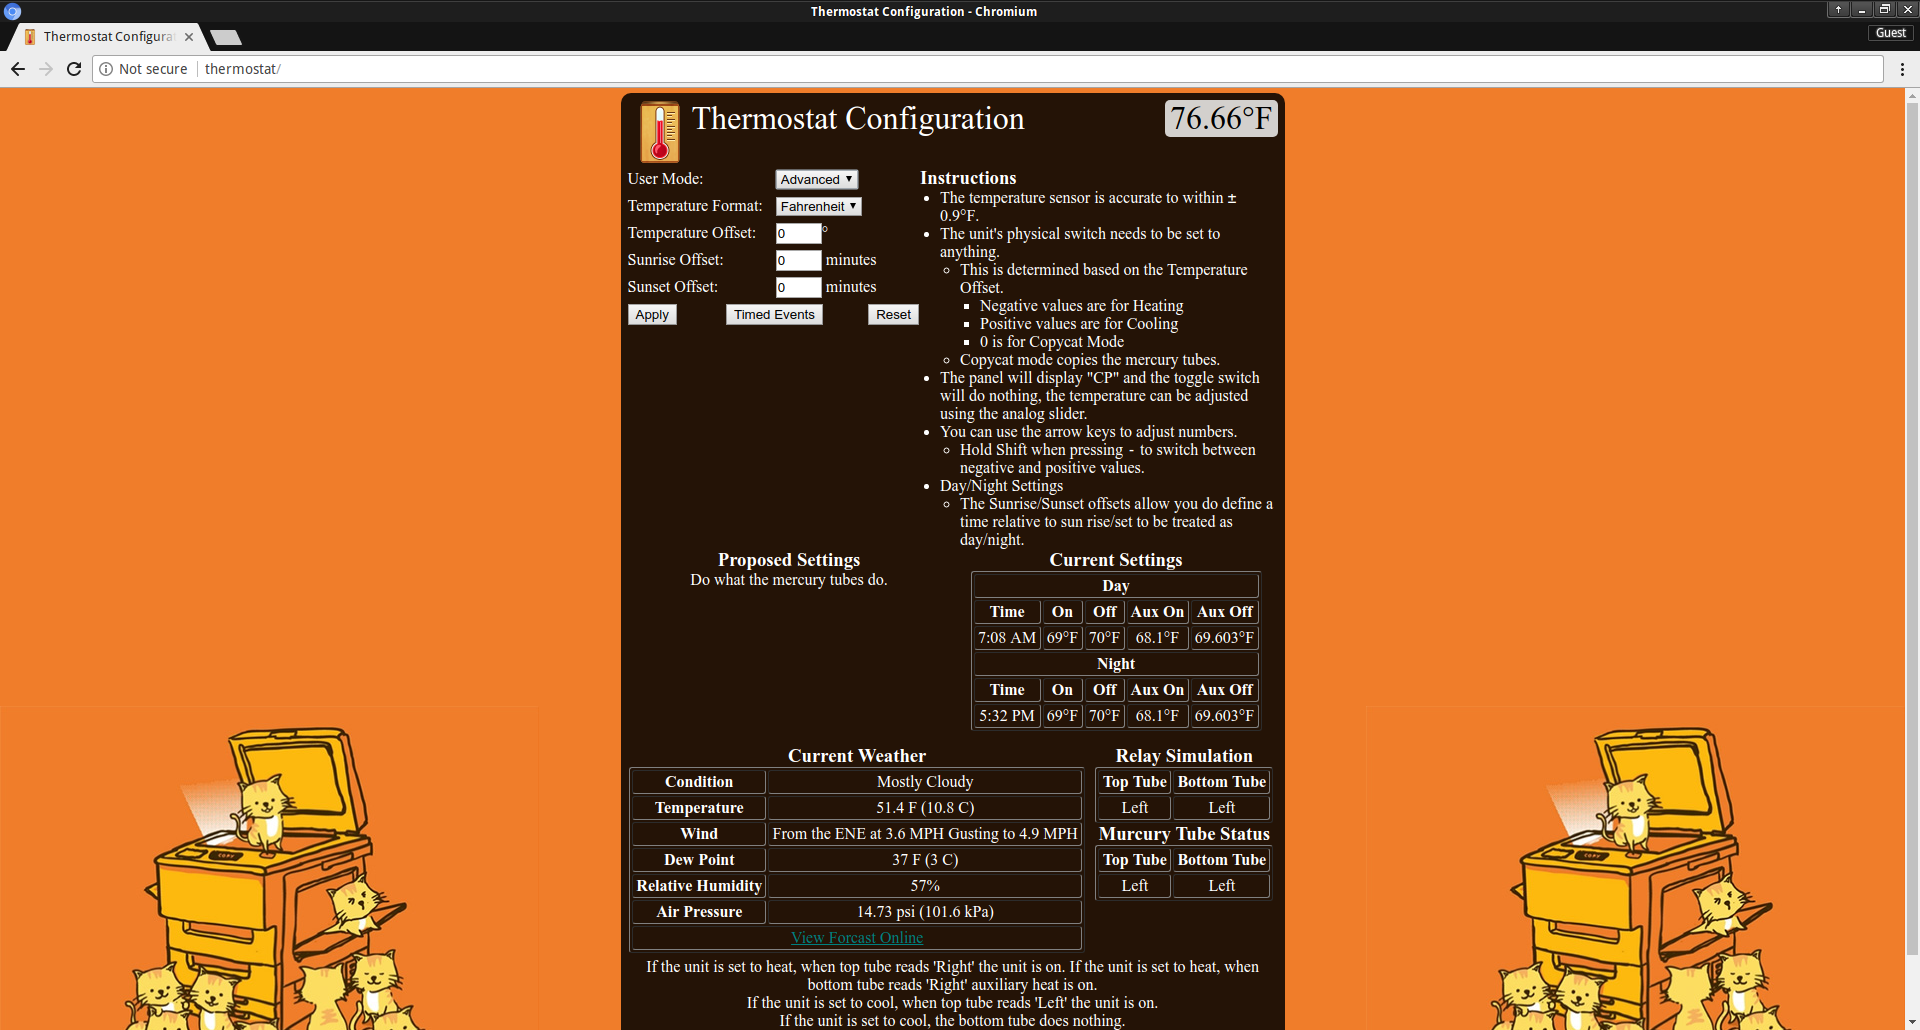 Thermostat Configuration - Chromium
Thermostat Configura
Guest
Not secure
thermostat/
Thermostat Configuration
76.66°F
User Mode: Advanced
Temperature Format: Fahrenheit
Temperature Offset: 0 °
Sunrise Offset: 0 minutes
Sunset Offset: 0 minutes
Apply Timed Events Reset
Instructions
The temperature sensor is accurate to within ±
0.9°F.
The unit's physical switch needs to be set to
anything.
This is determined based on the Temperature
Offset.
Negative values are for Heating
Positive values are for Cooling
0 is for Copycat Mode
Copycat mode copies the mercury tubes.
The panel will display "CP" and the toggle switch
will do nothing, the temperature can be adjusted
using the analog slider.
You can use the arrow keys to adjust numbers.
Hold Shift when pressing - to switch between
negative and positive values.
Day/Night Settings
The Sunrise/Sunset offsets allow you do define a
time relative to sun rise/set to be treated as
day/night.
Proposed Settings
Do what the mercury tubes do.
Current Settings
Day
Time On Off Aux On Aux Off
7:08 AM 69°F 70°F 68.1°F 69.603°F
Night
Time On Off Aux On Aux Off
5:32 PM 69°F 70°F 68.1°F 69.603°F
Current Weather
Condition Mostly Cloudy
Temperature 51.4 F (10.8 C)
Wind From the ENE at 3.6 MPH Gusting to 4.9 MPH
Dew Point 37 F (3 C)
Relative Humidity 57%
Air Pressure 14.73 psi (101.6 kPa)
View Forcast Online
Relay Simulation
Top Tube Bottom Tube
Left Left
Murcury Tube Status
Top Tube Bottom Tube
Left Left
If the unit is set to heat, when top tube reads 'Right' the unit is on. If the unit is set to heat, when
bottom tube reads 'Right' auxiliary heat is on.
If the unit is set to cool, when top tube reads 'Left' the unit is on.
If the unit is set to cool, the bottom tube does nothing.